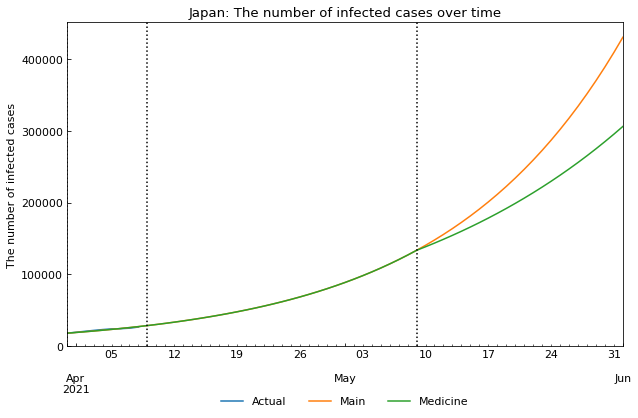 Japan: The number of infected cases over time
The number of infected cases
400000
300000
200000
100000
0
05 12 19 26 03 10 17 24 31
Apr May Jun
2021
Actual Main Medicine